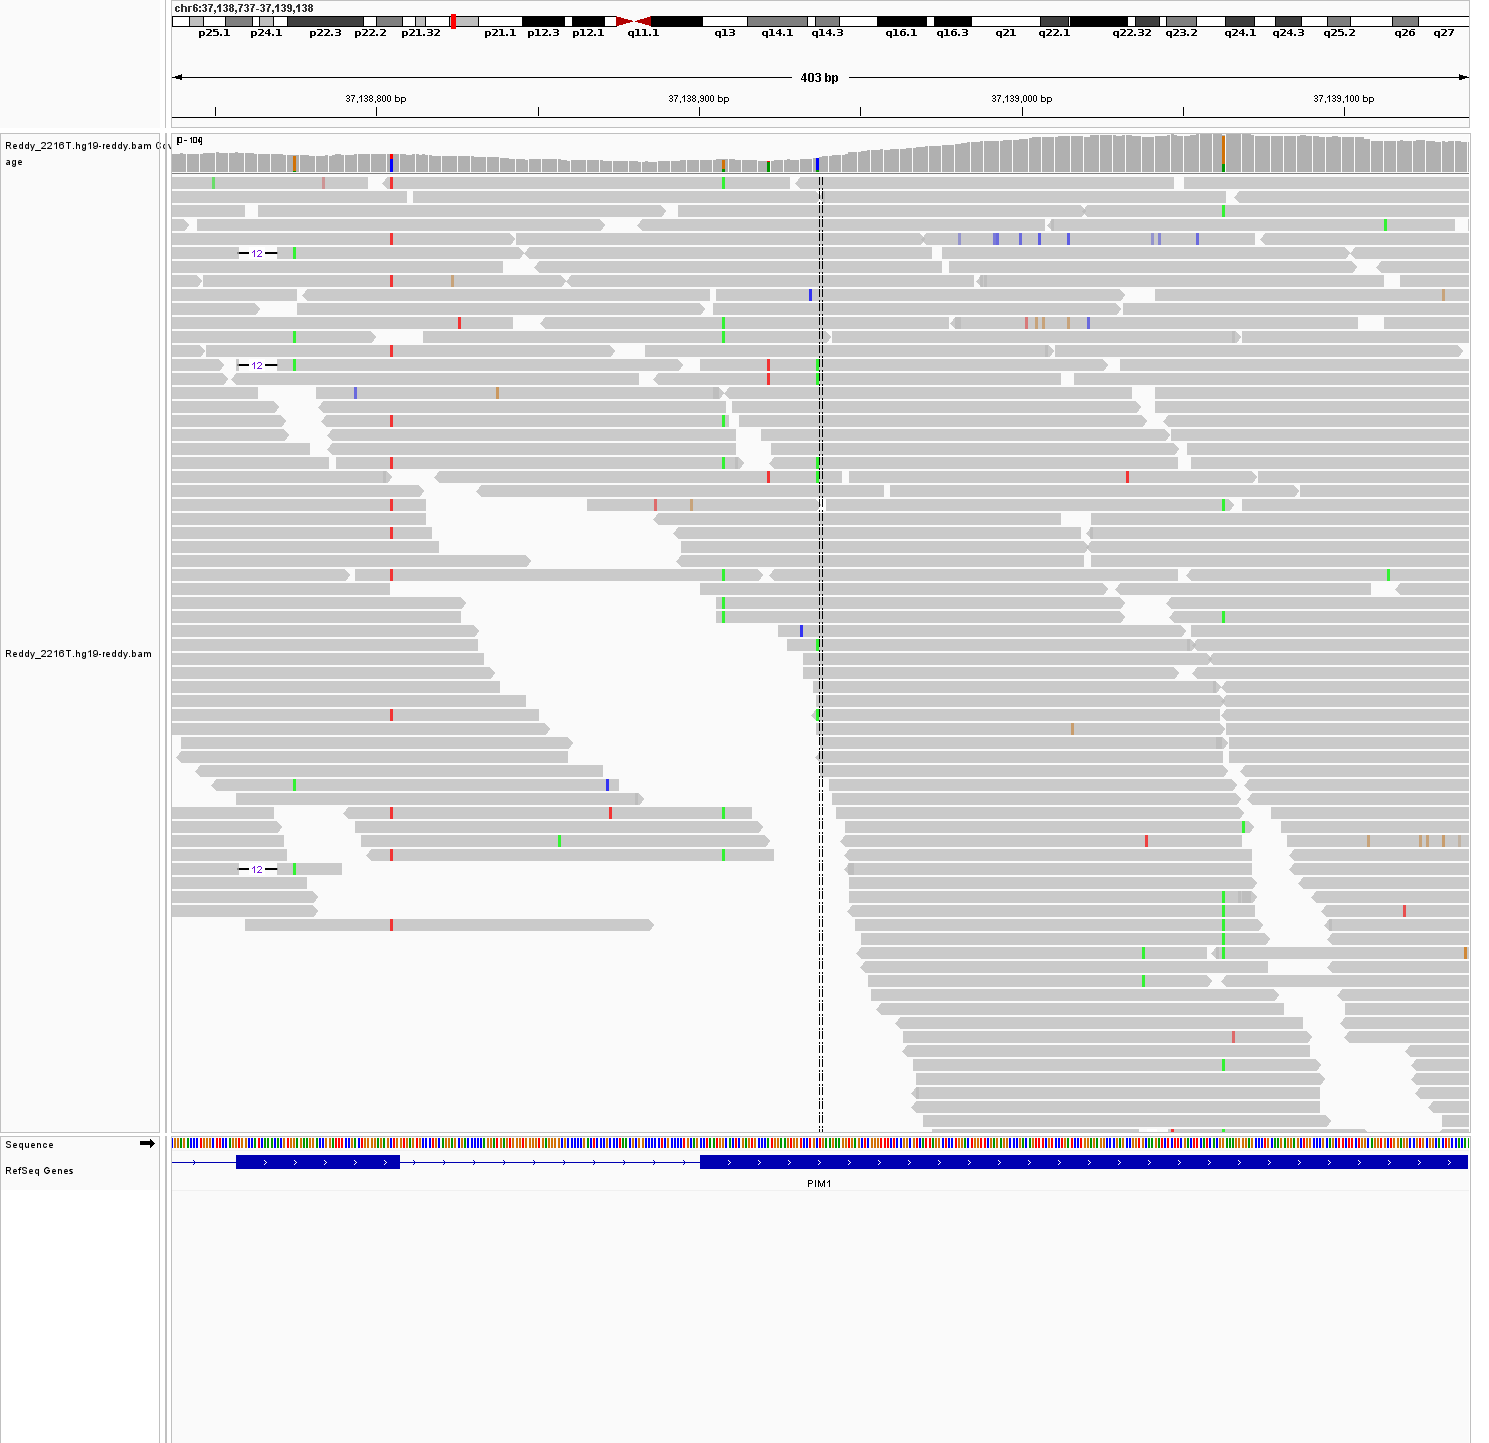 chr6:37,138,737-37,139,138
p25.1 p24.1 p22.3 p22.2 p21.32 p21.1 p12.3 p12.1 q11.1 q13 q14.1 q14.3 q16.1 q16.3 q21 q22.1 q22.32 q23.2 q24.1 q24.3 q25.2 q26 q27
403 bp
37,138,800 bp 37,138,900 bp 37,139,000 bp 37,139,100 bp
[0 - 104]
Reddy_2216T.hg19-reddy.bam Cov
age
12
12
Reddy_2216T.hg19-reddy.bam
12
Sequence
RefSeq Genes
PIM1